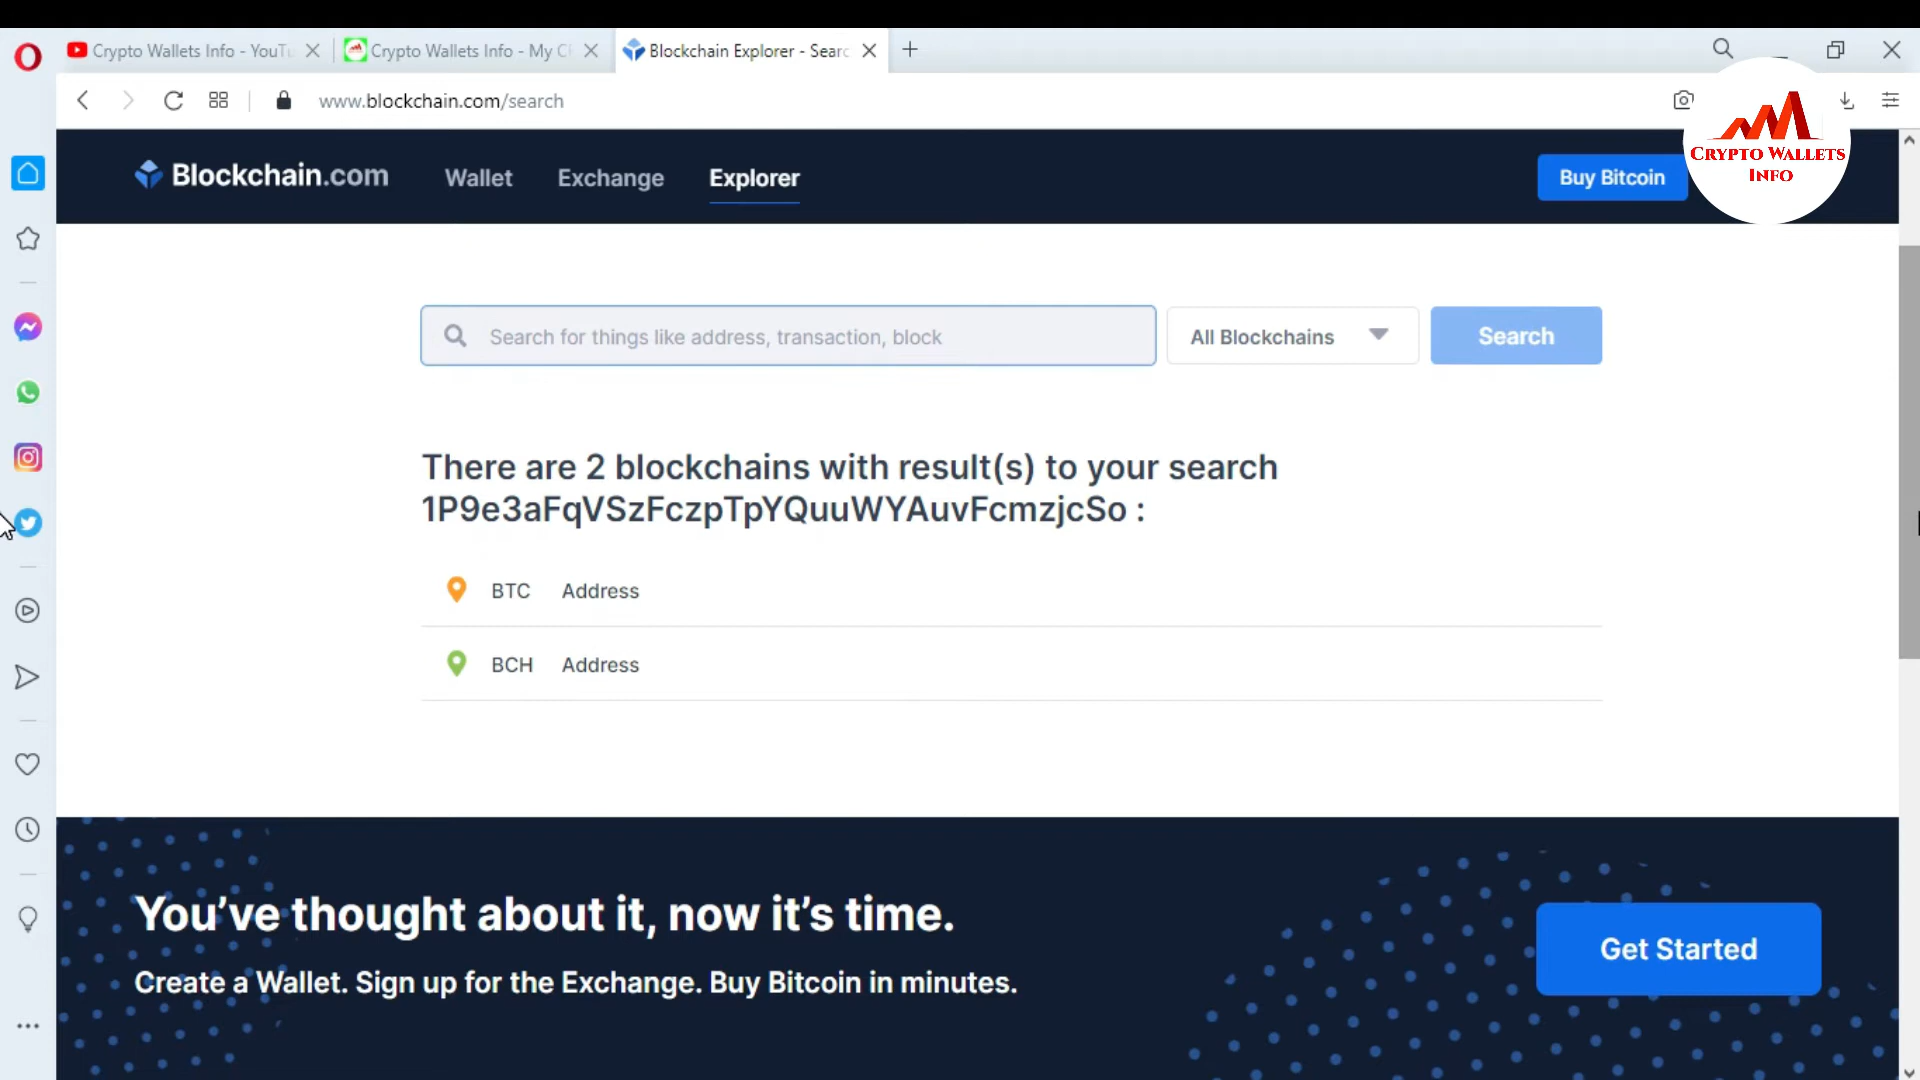 Crypto Wallets Info - YouTu
Crypto Wallets Info - My C
Blockchain Explorer - Searc
www.blockchain.com/search
CRYPTO WALLETS
INFO
Blockchain.com
Wallet
Exchange
Explorer
Buy Bitcoin
Search for things like address, transaction, block
All Blockchains
Search
There are 2 blockchains with result(s) to your search
1P9e3aFqVSzFczpTpYQuuWYAuvFcmzjcSo :
BTC Address
BCH Address
You’ve thought about it, now it’s time.
Create a Wallet. Sign up for the Exchange. Buy Bitcoin in minutes.
Get Started